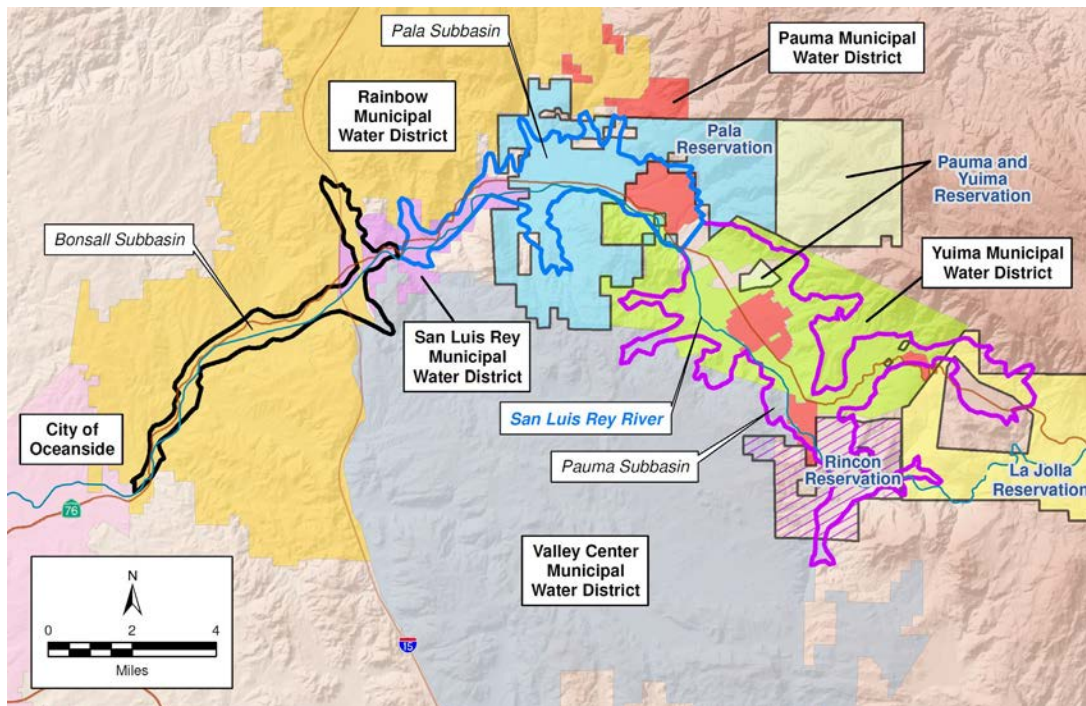 Pala Subbasin
Pauma Municipal
Water District
Rainbow
Municipal
Water District
Pala
Reservation
Pauma and
Yuima
Reservation
Bonsall Subbasin
Yuima Municipal
Water District
San Luis Rey
Municipal
Water District
San Luis Rey River
City of
Oceanside
Pauma Subbasin
Rincon
Reservation
La Jolla
Reservation
76
Valley Center
Municipal
Water District
N
0 2 4
Miles
15